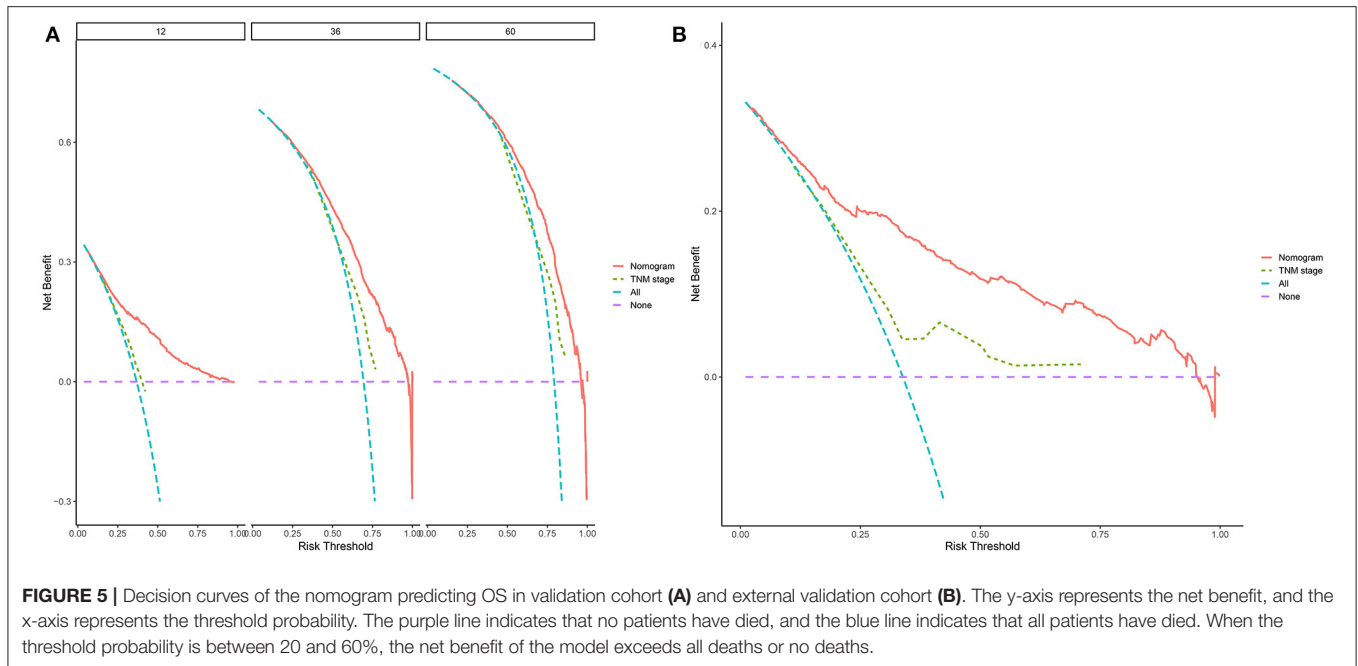 A
12
36
60
Net Benefit
0.6
0.3
0.0
−0.3
0.00 0.25 0.50 0.75 1.00 0.00 0.25 0.50 0.75 1.00 0.00 0.25 0.50 0.75 1.00
Risk Threshold
Nomogram
TNM stage
All
None
B
Net Benefit
0.4
0.2
0.0
0.00 0.25 0.50 0.75 1.00
Risk Threshold
Nomogram
TNM stage
All
None
FIGURE 5 | Decision curves of the nomogram predicting OS in validation cohort (A) and external validation cohort (B). The y-axis represents the net benefit, and the
x-axis represents the threshold probability. The purple line indicates that no patients have died, and the blue line indicates that all patients have died. When the
threshold probability is between 20 and 60%, the net benefit of the model exceeds all deaths or no deaths.